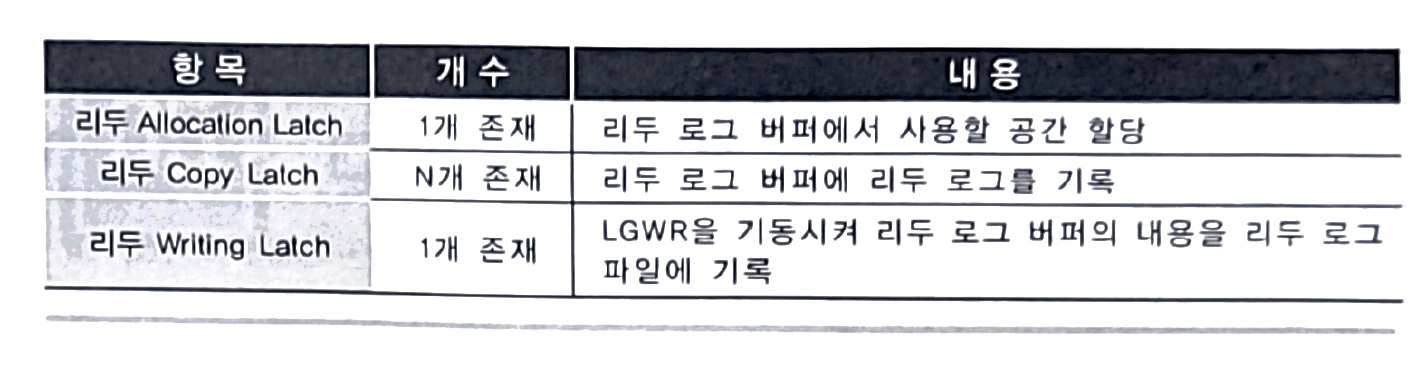 항목 개수 내용
리두 Allocation Latch 1개 존재 리두 로그 버퍼에서 사용할 공간 할당
리두 Copy Latch N개 존재 리두 로그 버퍼에 리두 로그를 기록
리두 Writing Latch 1개 존재 LGWR을 기동시켜 리두 로그 버퍼의 내용을 리두 로그
파일에 기록